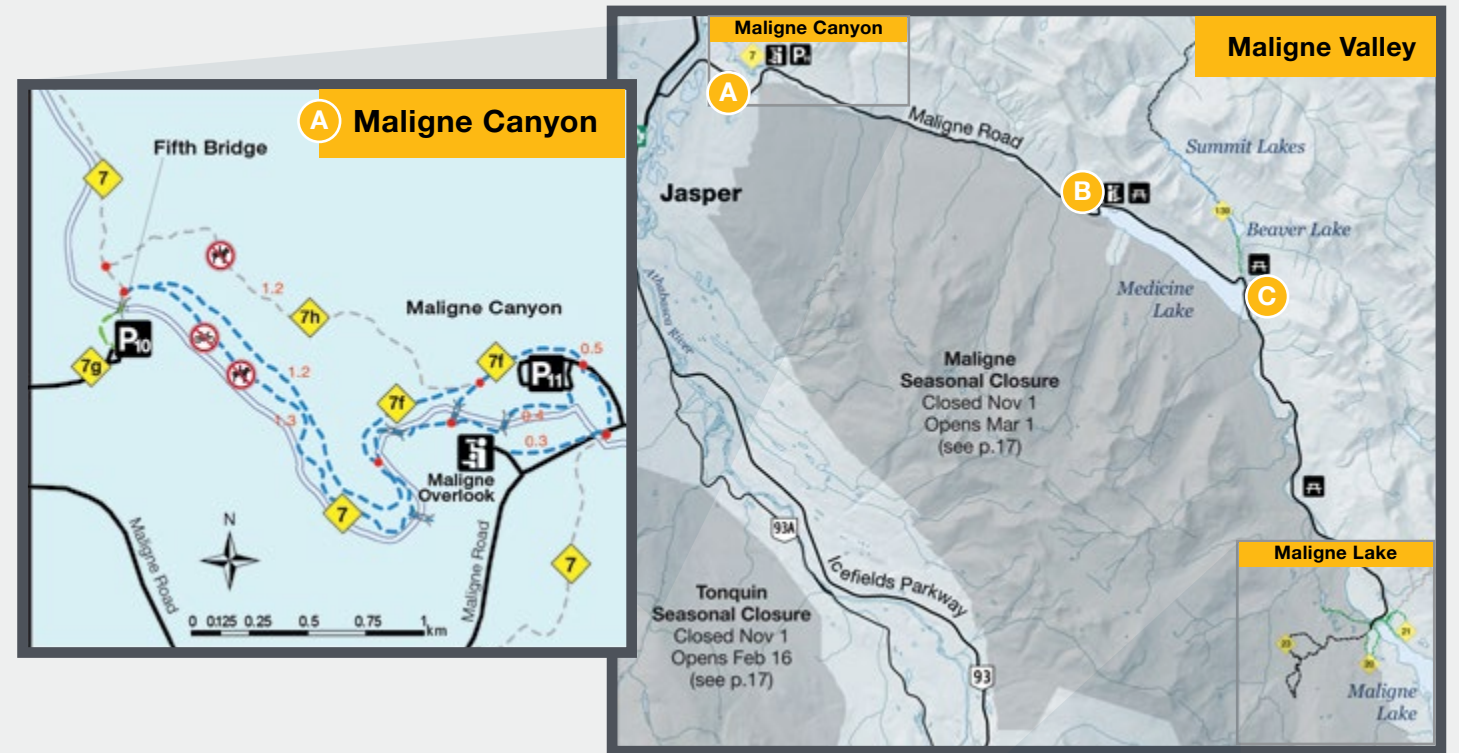 A Maligne Canyon
Fifth Bridge
7
1.2
7h
Maligne Canyon
P10
7g
1.2
1.3
7f
7f
P11
0.5
0.4
0.3
Maligne
Overlook
7
7
N
Maligne Road
Maligne Road
0 0.125 0.25 0.5 0.75 1
km
Maligne Valley
Maligne Canyon
7 P
A
Maligne Road
Jasper
B
Summit Lakes
Beaver Lake
Medicine
Lake
C
Athabasca River
Maligne
Seasonal Closure
Closed Nov 1
Opens Mar 1
(see p.17)
93A
Icefields Parkway
Tonquin
Seasonal Closure
Closed Nov 1
Opens Feb 16
(see p.17)
93
Maligne Lake
21
20
Maligne
Lake